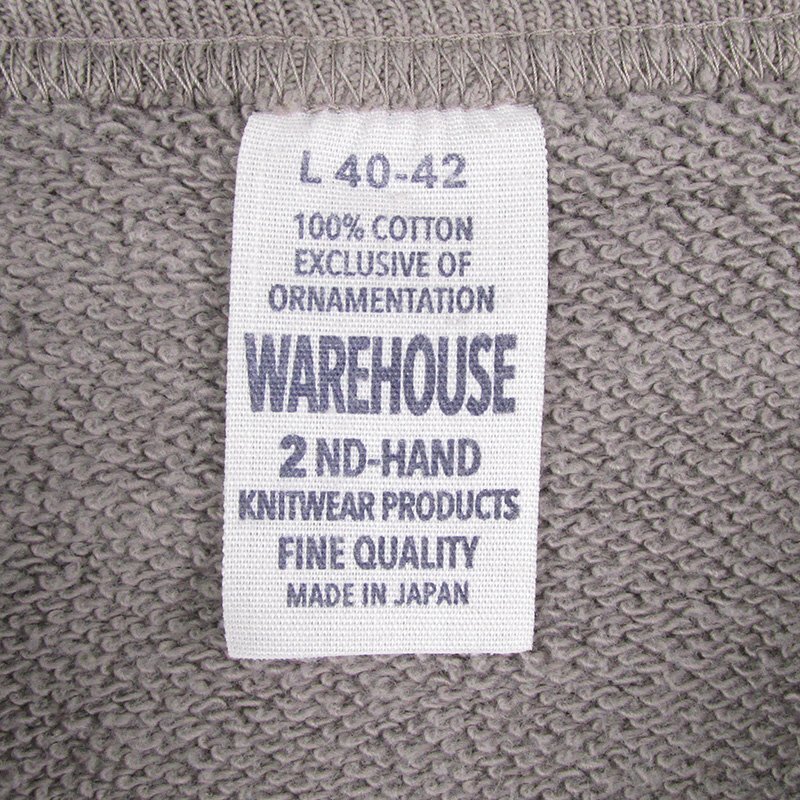 L 40-42
100% COTTON
EXCLUSIVE OF
ORNAMENTATION
WAREHOUSE
2 ND-HAND
KNITWEAR PRODUCTS
FINE QUALITY
MADE IN JAPAN